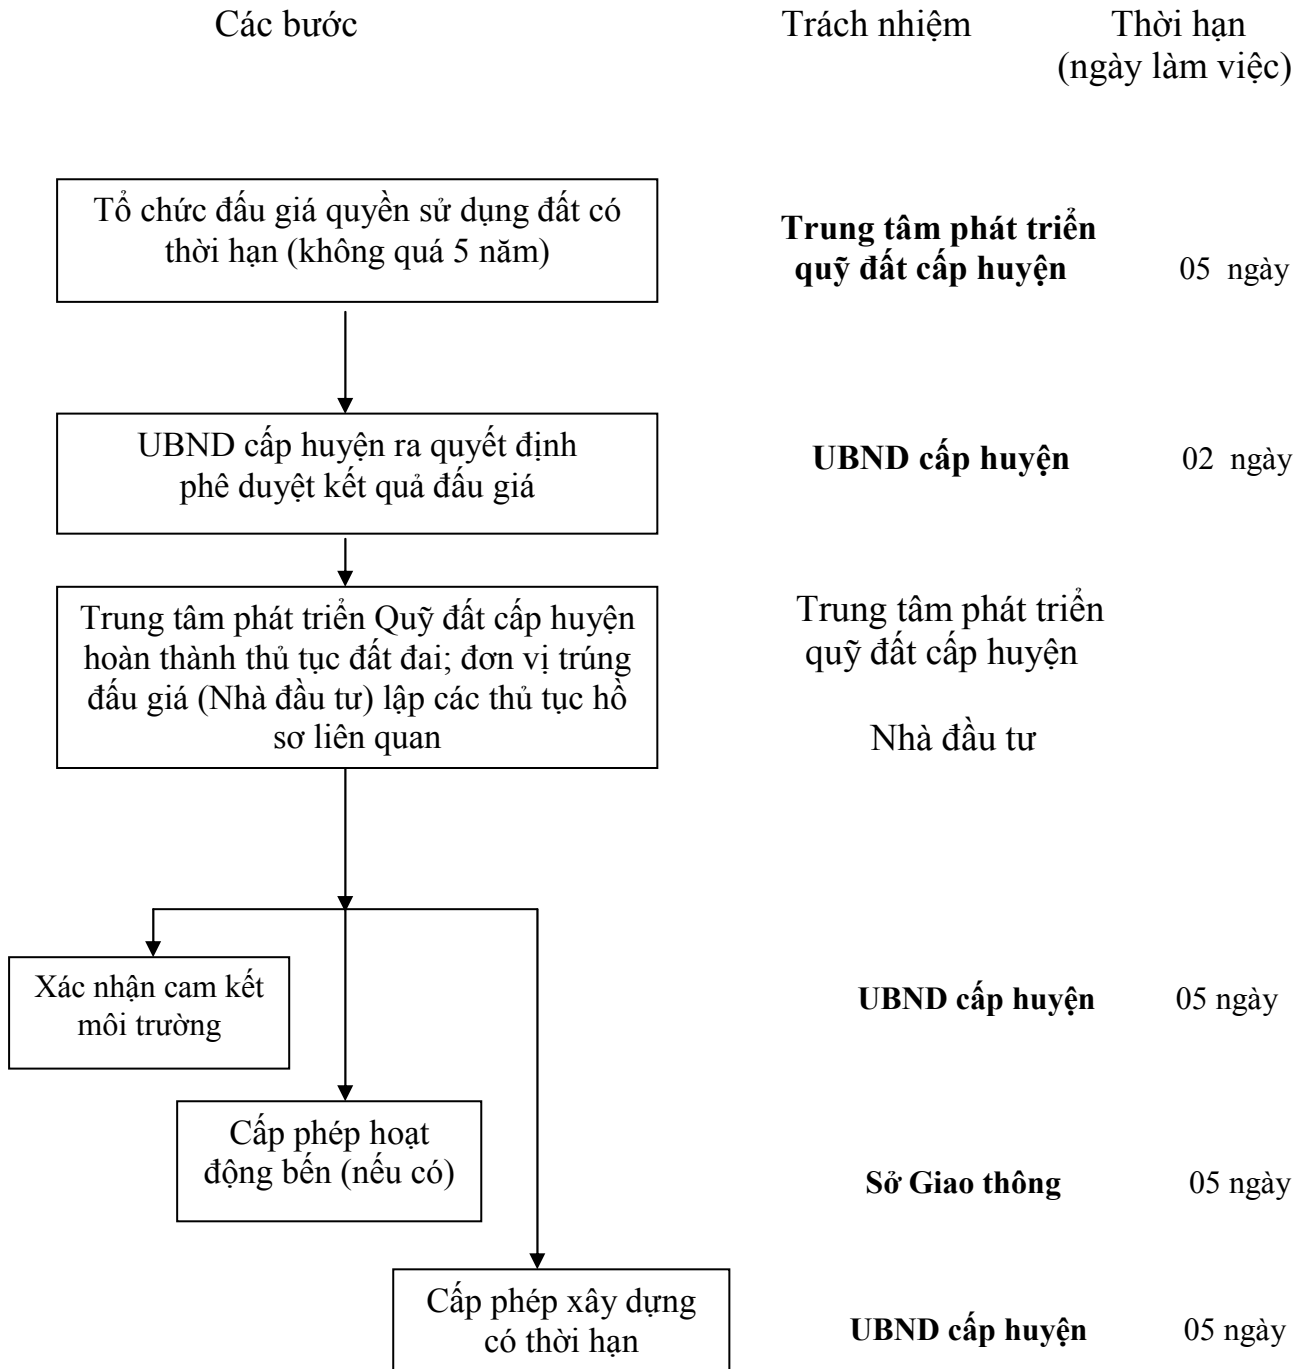 Các bước
Trách nhiệm
Thời hạn
(ngày làm việc)
Tổ chức đấu giá quyền sử dụng đất có
thời hạn (không quá 5 năm)
Trung tâm phát triển
quỹ đất cấp huyện
05 ngày
UBND cấp huyện ra quyết định
phê duyệt kết quả đấu giá
UBND cấp huyện
02 ngày
Trung tâm phát triển Quỹ đất cấp huyện
hoàn thành thủ tục đất đai; đơn vị trúng
đấu giá (Nhà đầu tư) lập các thủ tục hồ
sơ liên quan
Trung tâm phát triển
quỹ đất cấp huyện
Nhà đầu tư
Xác nhận cam kết
môi trường
UBND cấp huyện
05 ngày
Cấp phép hoạt
động bến (nếu có)
Sở Giao thông
05 ngày
Cấp phép xây dựng
có thời hạn
UBND cấp huyện
05 ngày